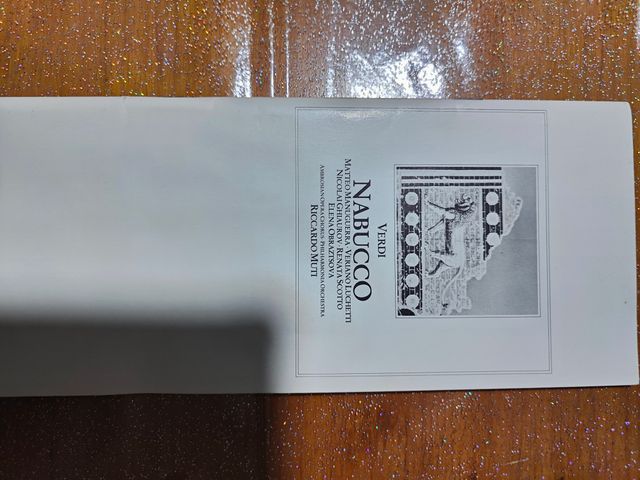 VERDI
NABUCCO
MATTEO MANUGUERRA · VERIANO LUCHETTI
NICOLAI GHIAUROV · RENATA SCOTTO
ELENA OBRAZTSOVA
AMBROSIAN OPERA CHORUS · PHILHARMONIA ORCHESTRA
RICCARDO MUTI